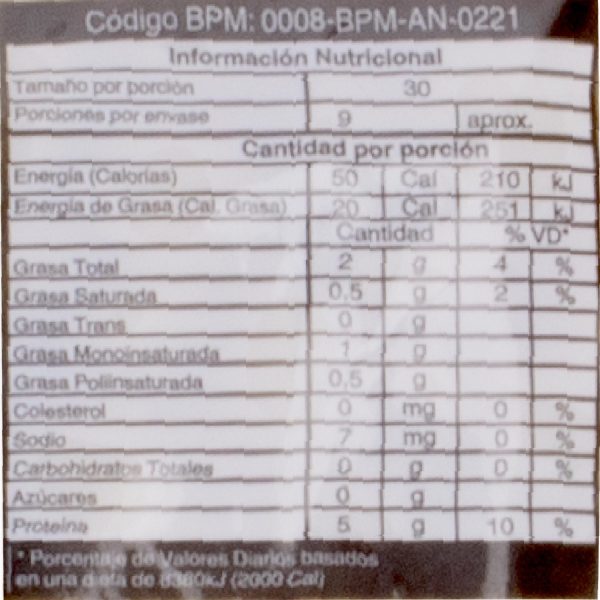 Código BPM: 0008-BPM-AN-0221
Información Nutricional
Tamaño por porción 30
Porciones por envase 9 aprox.
Cantidad por porción
Energía (Calorías) 50 Cal 210 kJ
Energía de Grasa (Cal. Grasa) 20 Cal 251 kJ
Cantidad % VD*
Grasa Total 2 g 4 %
Grasa Saturada 0,5 g 2 %
Grasa Trans 0 g
Grasa Monoinsaturada 1 g
Grasa Poliinsaturada 0,5 g
Colesterol 0 mg 0 %
Sodio 7 mg 0 %
Carbohidratos Totales 0 g 0 %
Azúcares 0 g
Proteína 5 g 10 %
* Porcentaje de Valores Diarios basados
en una dieta de 8380kJ (2000 Cal)